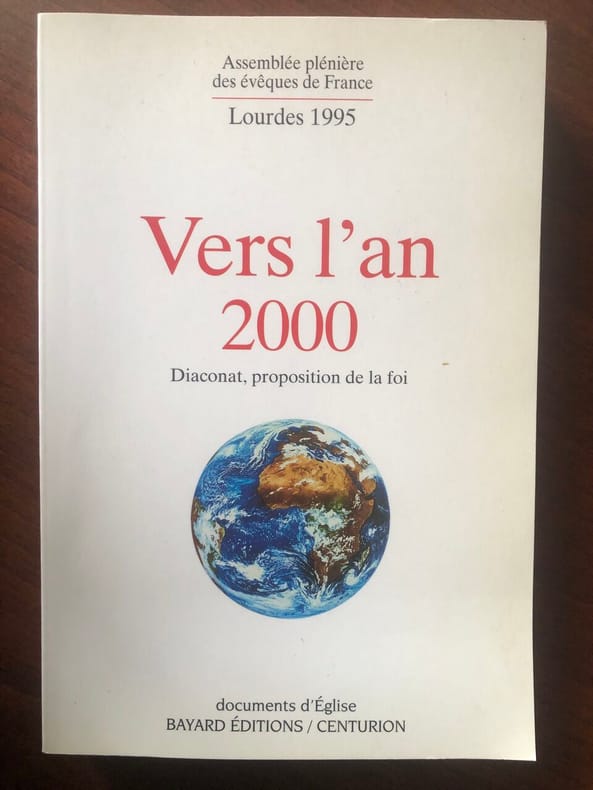 Assemblée plénière
des évêques de France
Lourdes 1995
Vers l'an
2000
Diaconat, proposition de la foi
documents d'Église
BAYARD ÉDITIONS / CENTURION